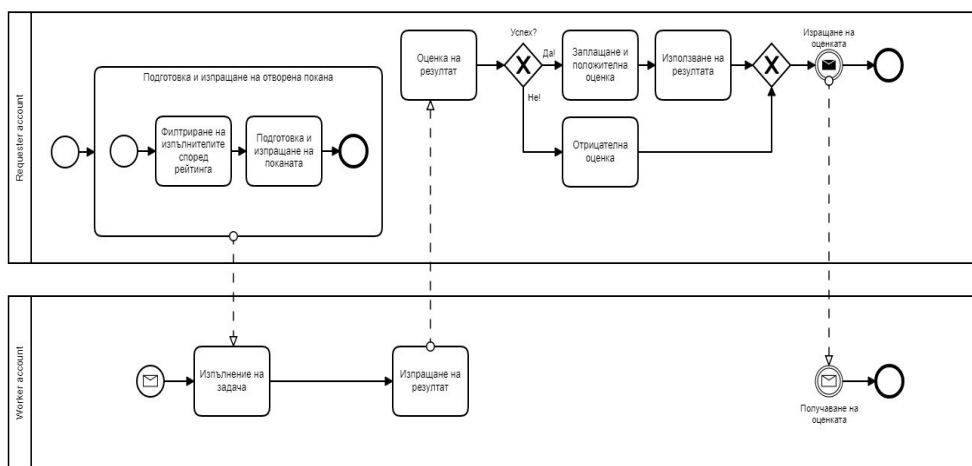 Requester account
Подготовка и изпращане на отворена покана
Филтриране на
изпълнителите
според
рейтинга
Подготовка и
изпращане на
поканата
Оценка на
резултат
Успех?
Да!
Не!
Заплащане и
положителна
оценка
Използване на
резултата
Отрицателна
оценка
Изращане на
оценката
Worker account
Изпълнение на
задача
Изпращане на
резултат
Получаване на
оценката